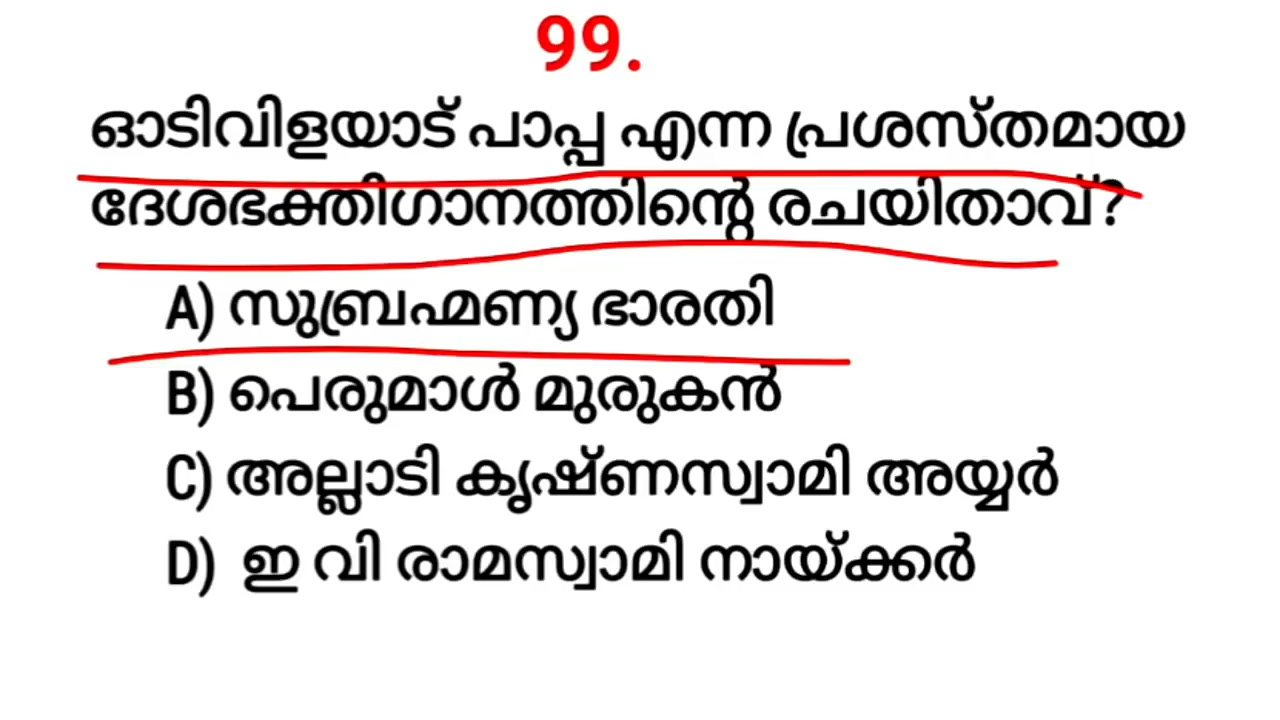 99.
ഓടിവിളയാട് പാപ്പ എന്ന പ്രശസ്തമായ
ദേശഭക്തിഗാനത്തിന്റെ രചയിതാവ്?
A) സുബ്രഹ്മണ്യ ഭാരതി
B) പെരുമാൾ മുരുകൻ
C) അല്ലാടി കൃഷ്ണസ്വാമി അയ്യർ
D) ഇ വി രാമസ്വാമി നായ്ക്കർ